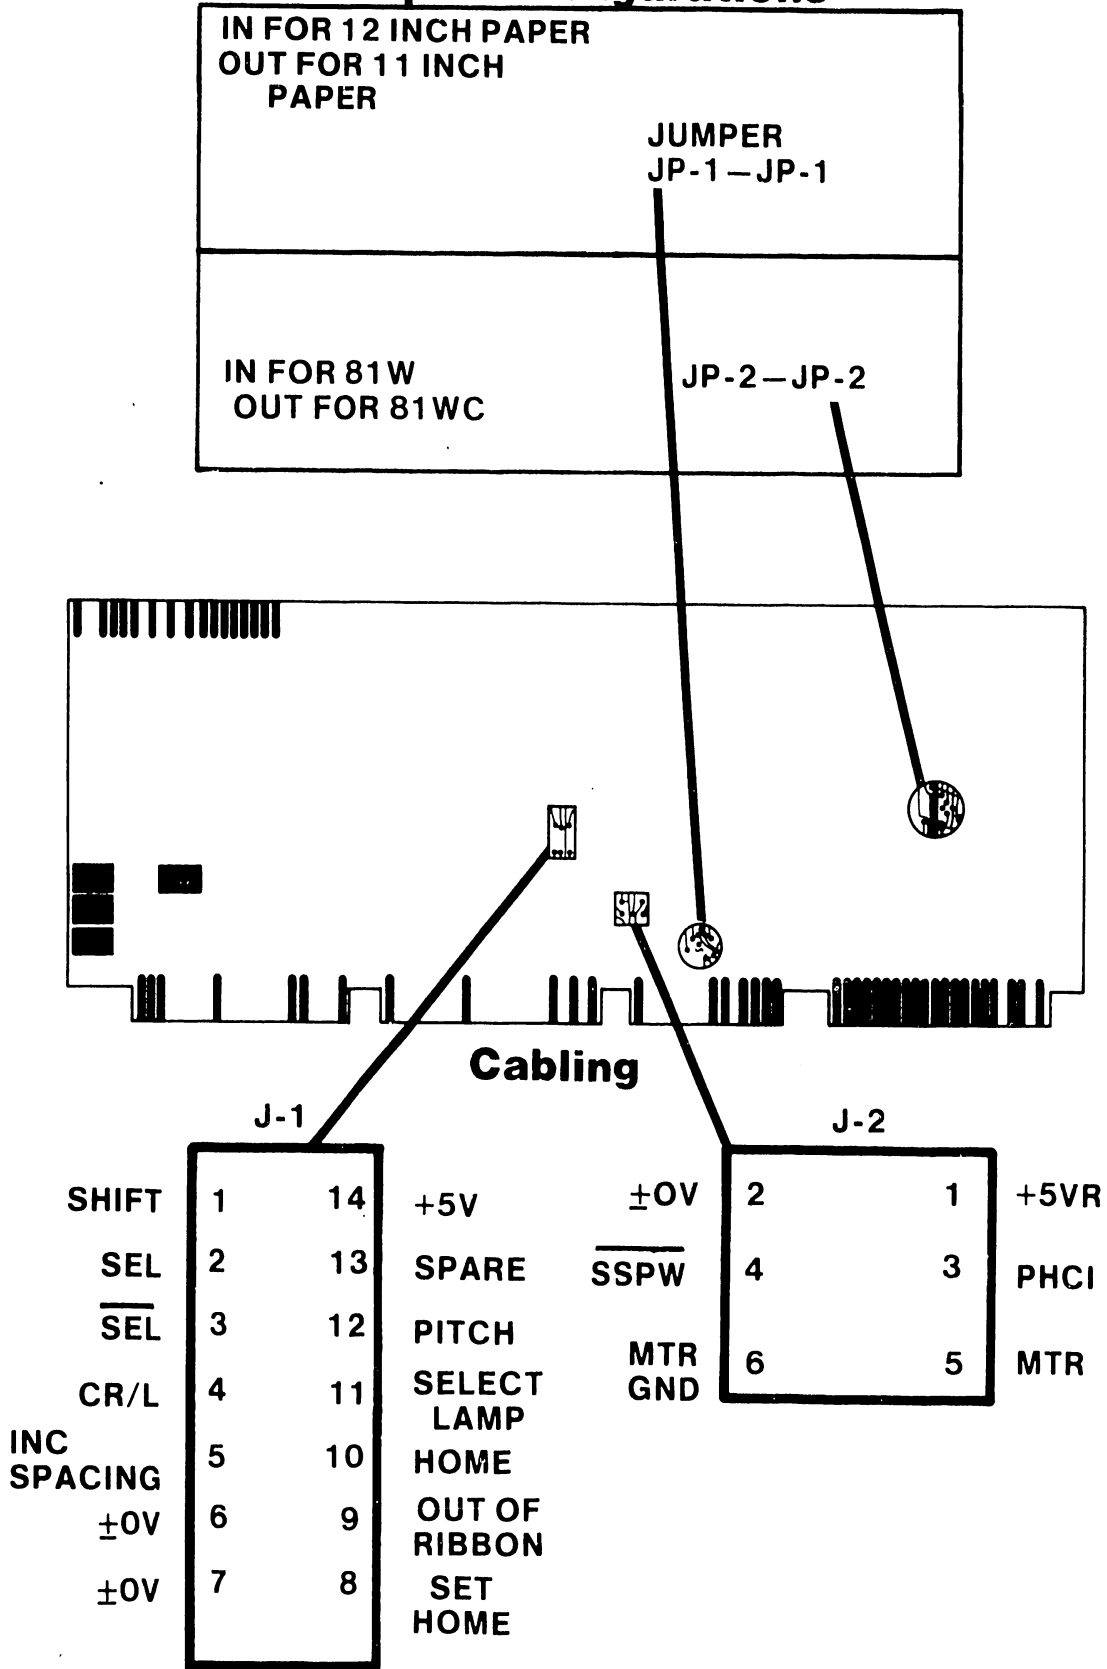 IN FOR 12 INCH PAPER
OUT FOR 11 INCH
PAPER
JUMPER
JP-1—JP-1
IN FOR 81W
OUT FOR 81WC
JP-2—JP-2
Cabling
J-1
SHIFT 1 14 +5V
SEL 2 13 SPARE
S̅E̅L̅ 3 12 PITCH
CR/L 4 11 SELECT
LAMP
INC
SPACING 5 10 HOME
±0V 6 9 OUT OF
RIBBON
±0V 7 8 SET
HOME
J-2
±0V 2 1 +5VR
S̅S̅P̅W̅ 4 3 PHCI
MTR
GND 6 5 MTR